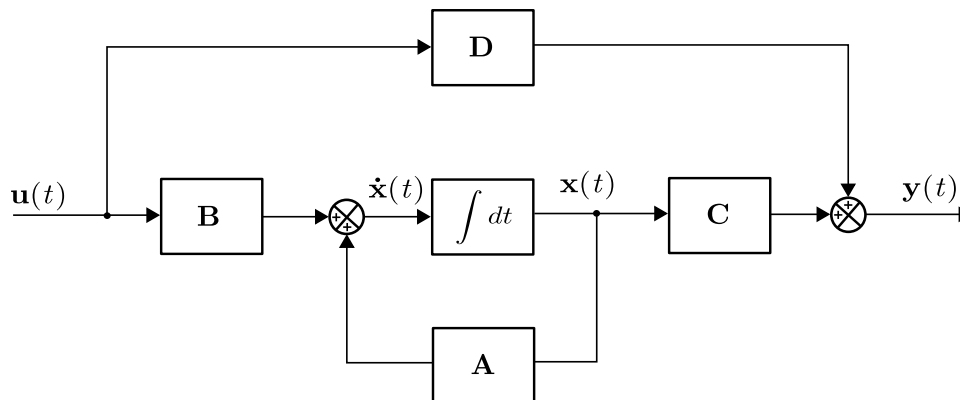 D
u(t)
B
+
+
ẋ(t)
∫ dt
x(t)
C
+
+
y(t)
A